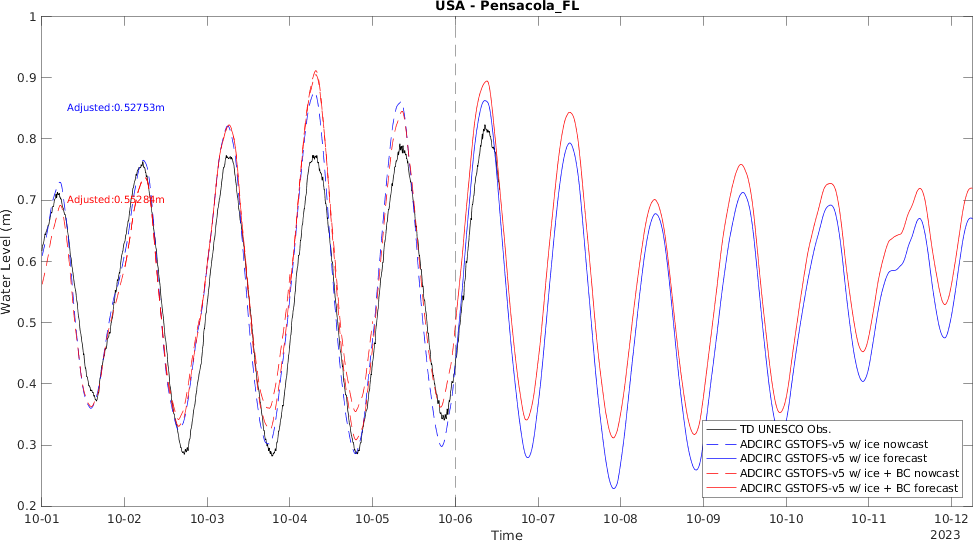 USA - Pensacola_FL
1
0.9
0.8
0.7
0.6
0.5
0.4
0.3
0.2
Water Level (m)
Adjusted:0.52753m
Adjusted:0.55284m
TD UNESCO Obs.
ADCIRC GSTOFS-v5 w/ ice nowcast
ADCIRC GSTOFS-v5 w/ ice forecast
ADCIRC GSTOFS-v5 w/ ice + BC nowcast
ADCIRC GSTOFS-v5 w/ ice + BC forecast
10-01 10-02 10-03 10-04 10-05 10-06 10-07 10-08 10-09 10-10 10-11 10-12
2023
Time